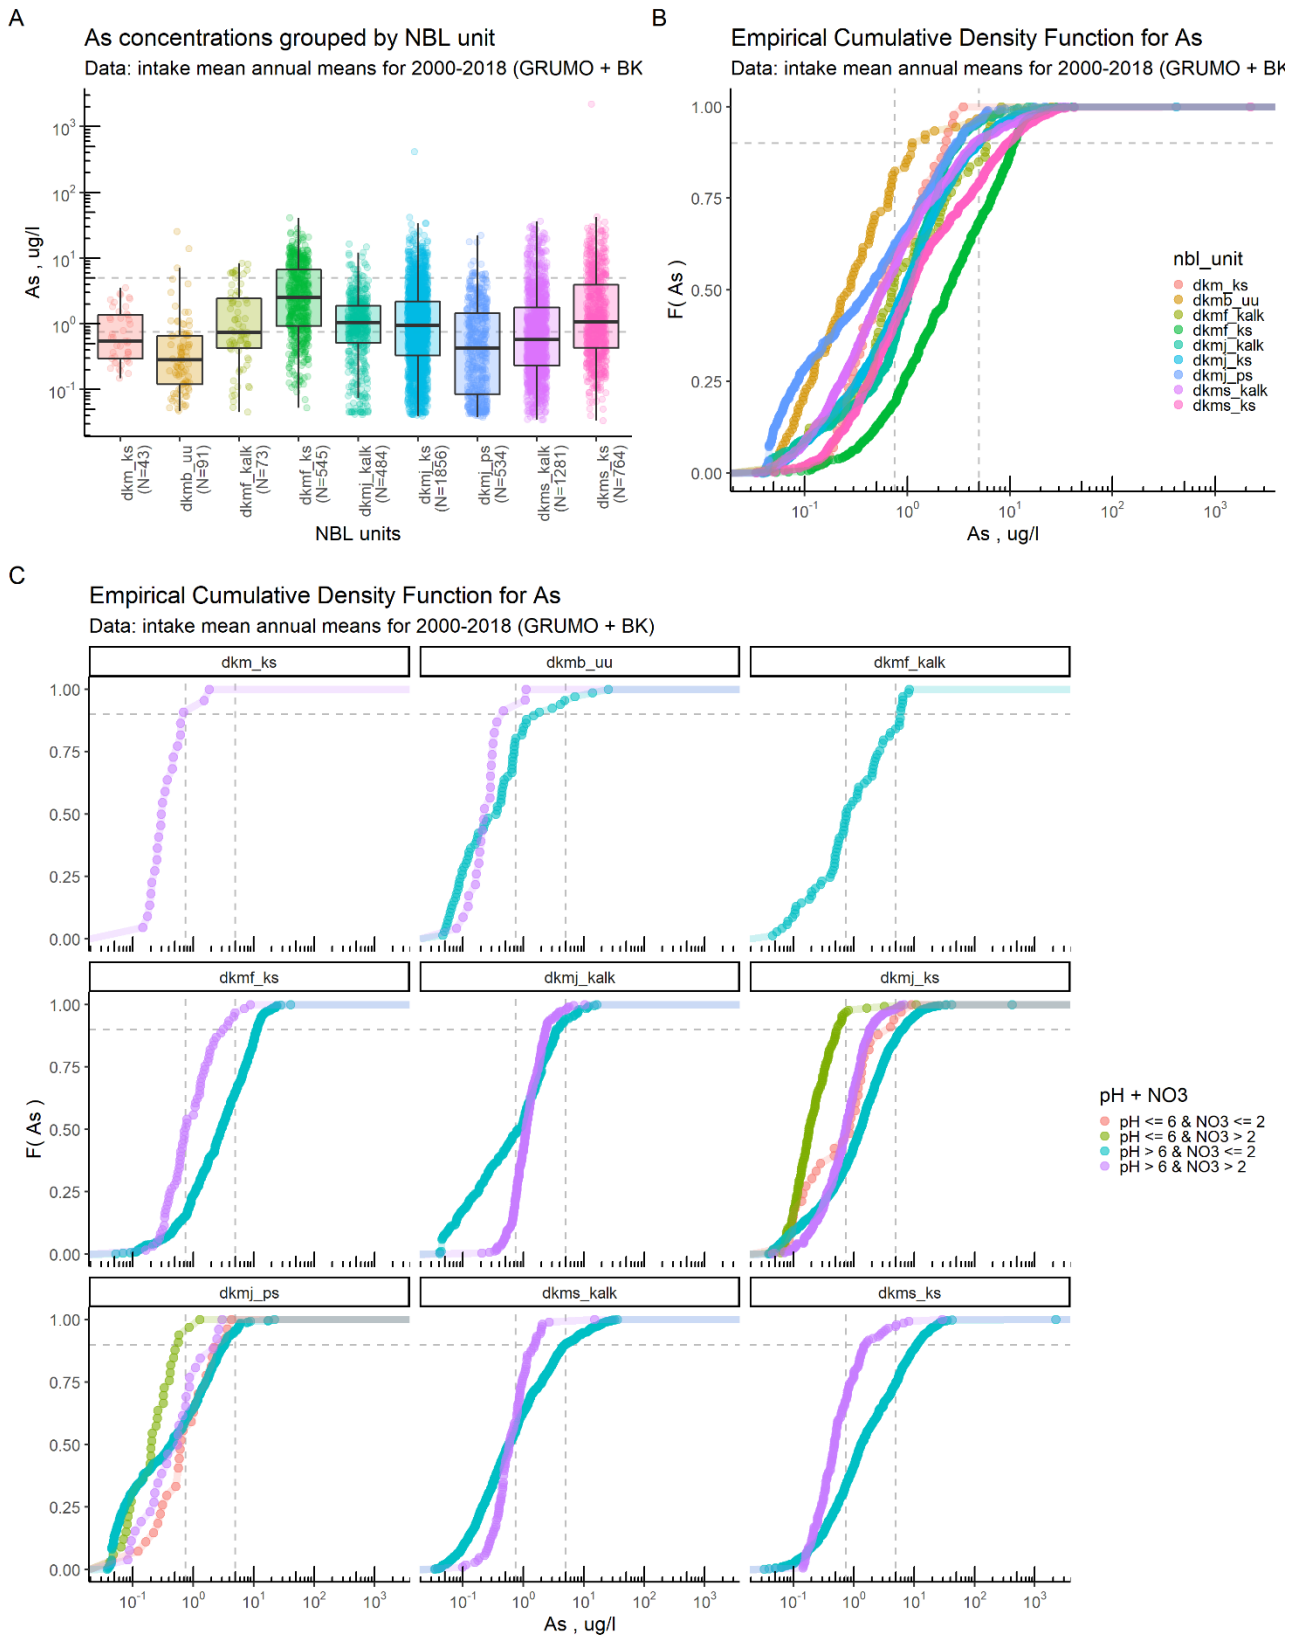 A
As concentrations grouped by NBL unit
Data: intake mean annual means for 2000-2018 (GRUMO + BK
As , ug/l
10³
10²
10¹
10⁰
10⁻¹
dkm_ks
(N=43)
dkmb_uu
(N=91)
dkmf_kalk
(N=73)
dkmf_ks
(N=545)
dkmj_kalk
(N=484)
dkmj_ks
(N=1856)
dkmj_ps
(N=534)
dkms_kalk
(N=1281)
dkms_ks
(N=764)
NBL units
B
Empirical Cumulative Density Function for As
Data: intake mean annual means for 2000-2018 (GRUMO + BK
F( As )
1.00
0.75
0.50
0.25
0.00
10⁻¹ 10⁰ 10¹ 10² 10³
As , ug/l
nbl_unit
dkm_ks
dkmb_uu
dkmf_kalk
dkmf_ks
dkmj_kalk
dkmj_ks
dkmj_ps
dkms_kalk
dkms_ks
C
Empirical Cumulative Density Function for As
Data: intake mean annual means for 2000-2018 (GRUMO + BK)
dkm_ks dkmb_uu dkmf_kalk
1.00
0.75
0.50
0.25
0.00
dkmf_ks dkmj_kalk dkmj_ks
1.00
0.75
0.50
0.25
0.00
F( As )
dkmj_ps dkms_kalk dkms_ks
1.00
0.75
0.50
0.25
0.00
10⁻¹ 10⁰ 10¹ 10² 10³ 10⁻¹ 10⁰ 10¹ 10² 10³ 10⁻¹ 10⁰ 10¹ 10² 10³
As , ug/l
pH + NO3
pH <= 6 & NO3 <= 2
pH <= 6 & NO3 > 2
pH > 6 & NO3 <= 2
pH > 6 & NO3 > 2